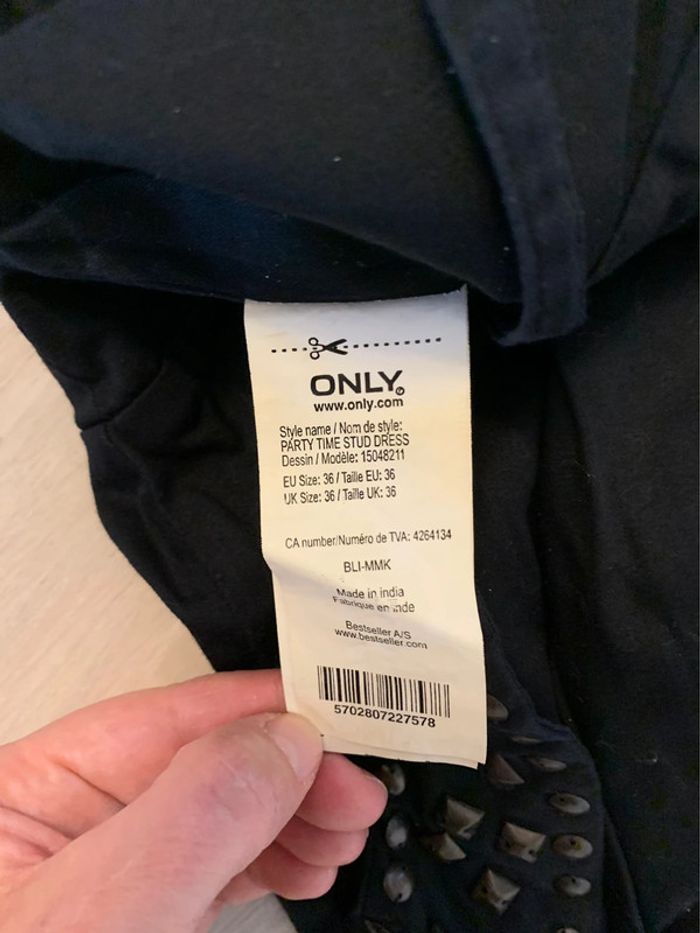 ONLY
www.only.com
Style name / Nom de style:
PARTY TIME STUD DRESS
Dessin / Modèle: 15048211
EU Size: 36 / Taille EU: 36
UK Size: 36 / Taille UK: 36
CA number/Numéro de TVA: 4264134
BLI-MMK
Made in india
Fabrique en inde
Bestseller A/S
www.bestseller.com
5702807227578